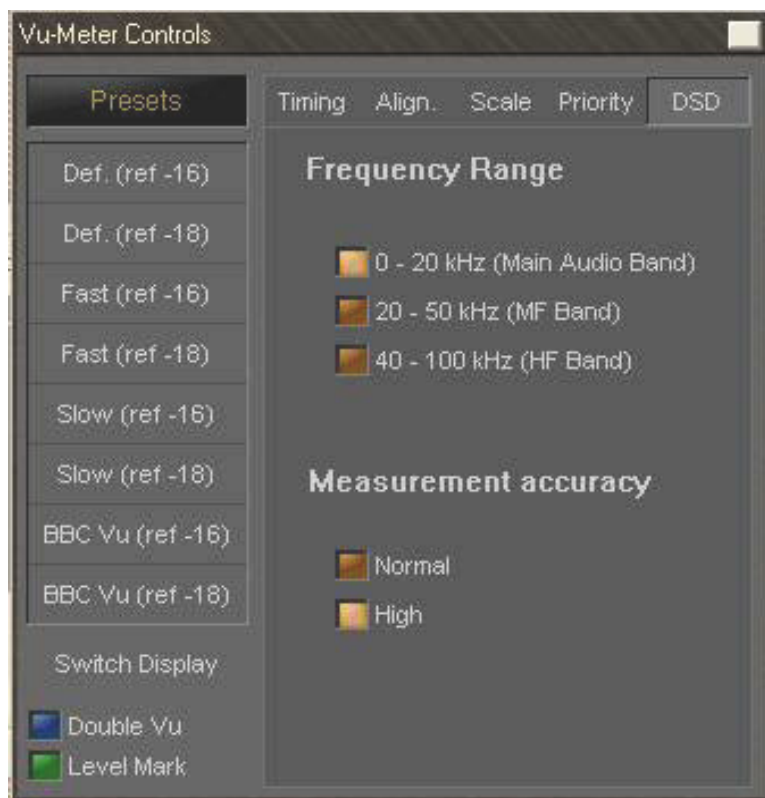 Vu-Meter Controls
Presets
Def. (ref -16)
Def. (ref -18)
Fast (ref -16)
Fast (ref -18)
Slow (ref -16)
Slow (ref -18)
BBC Vu (ref -16)
BBC Vu (ref -18)
Switch Display
Double Vu
Level Mark
Timing Align. Scale Priority DSD
Frequency Range
0 - 20 kHz (Main Audio Band)
20 - 50 kHz (MF Band)
40 - 100 kHz (HF Band)
Measurement accuracy
Normal
High